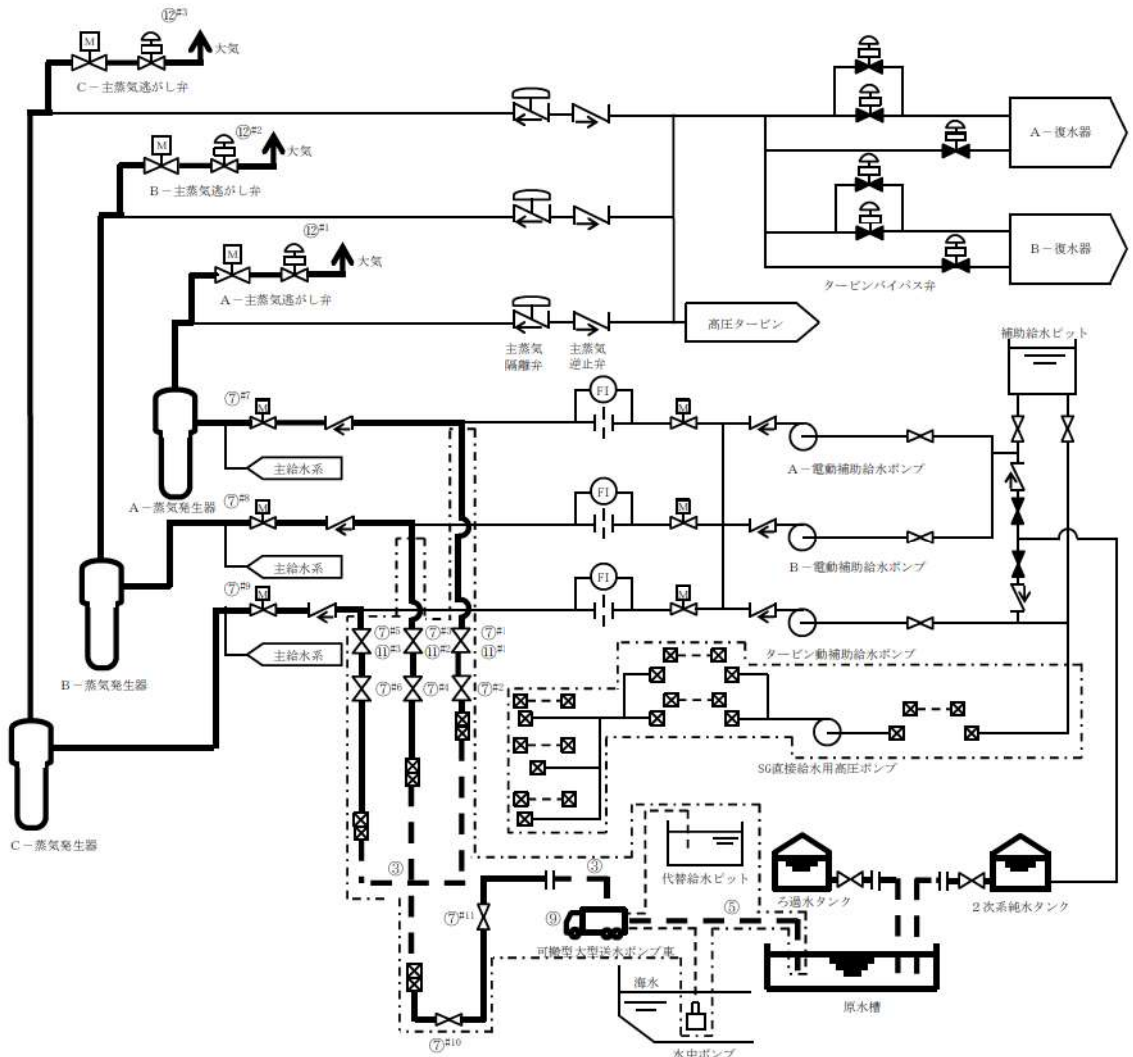 ⑫#3
M
大気
C－主蒸気逃がし弁
⑫#2
M
大気
B－主蒸気逃がし弁
⑫#1
M
大気
A－主蒸気逃がし弁
A－復水器
B－復水器
タービンバイパス弁
主蒸気
隔離弁
主蒸気
逆止弁
高圧タービン
補助給水ピット
⑦#7
M
FI
M
主給水系
A－電動補助給水ポンプ
A－蒸気発生器
⑦#8
M
FI
M
主給水系
B－電動補助給水ポンプ
B－蒸気発生器
⑦#9
M
FI
M
主給水系
⑦#5
⑪#3
⑦#3
⑪#2
⑦#1
⑪#1
タービン動補助給水ポンプ
⑦#6
⑦#4
⑦#2
SG直接給水用高圧ポンプ
C－蒸気発生器
③
③
代替給水ピット
ろ過水タンク
2次系純水タンク
⑦#11
⑨
⑤
可搬型大型送水ポンプ車
海水
原水槽
⑦#10
水中ポンプ